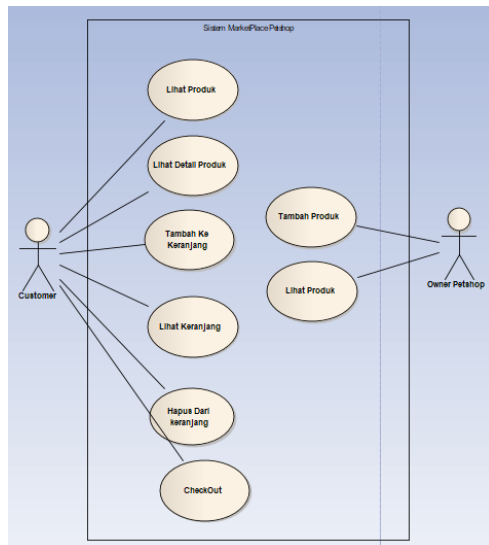 Sistem MarketPlace Petshop
Lihat Produk
Lihat Detail Produk
Tambah Ke
Keranjang
Tambah Produk
Lihat Produk
Customer
Owner Petshop
Lihat Keranjang
Hapus Dari
keranjang
CheckOut